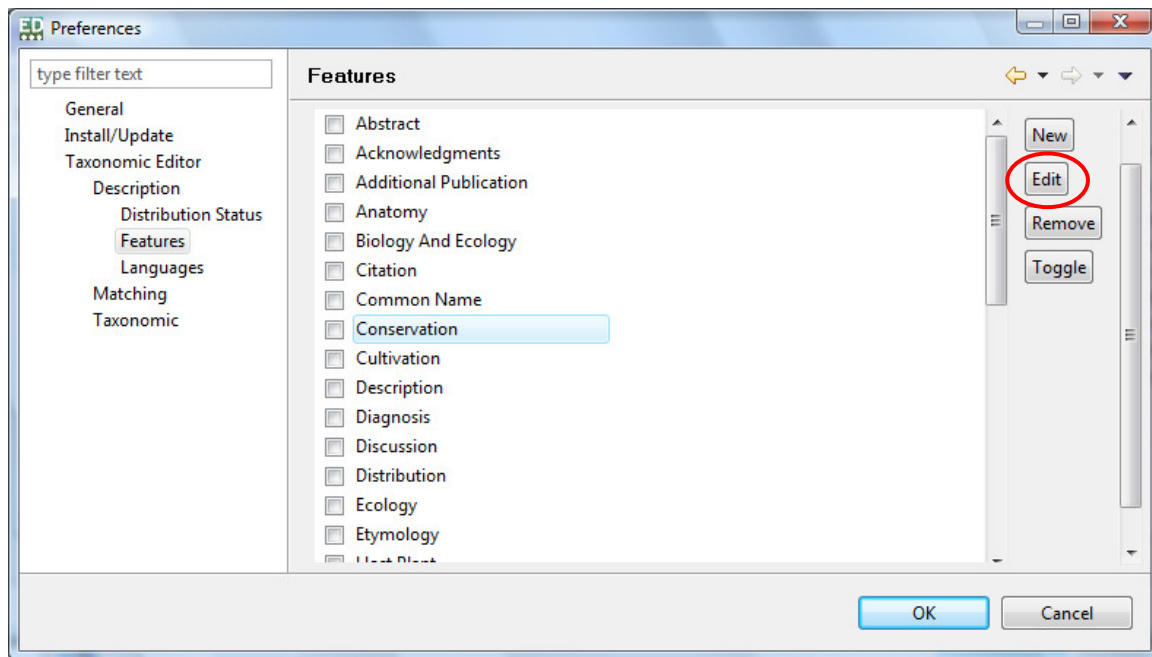 Preferences
type filter text
Features
General
Install/Update
Taxonomic Editor
Description
Distribution Status
Features
Languages
Matching
Taxonomic
Abstract
Acknowledgments
Additional Publication
Anatomy
Biology And Ecology
Citation
Common Name
Conservation
Cultivation
Description
Diagnosis
Discussion
Distribution
Ecology
Etymology
Host Plant
New
Edit
Remove
Toggle
OK
Cancel